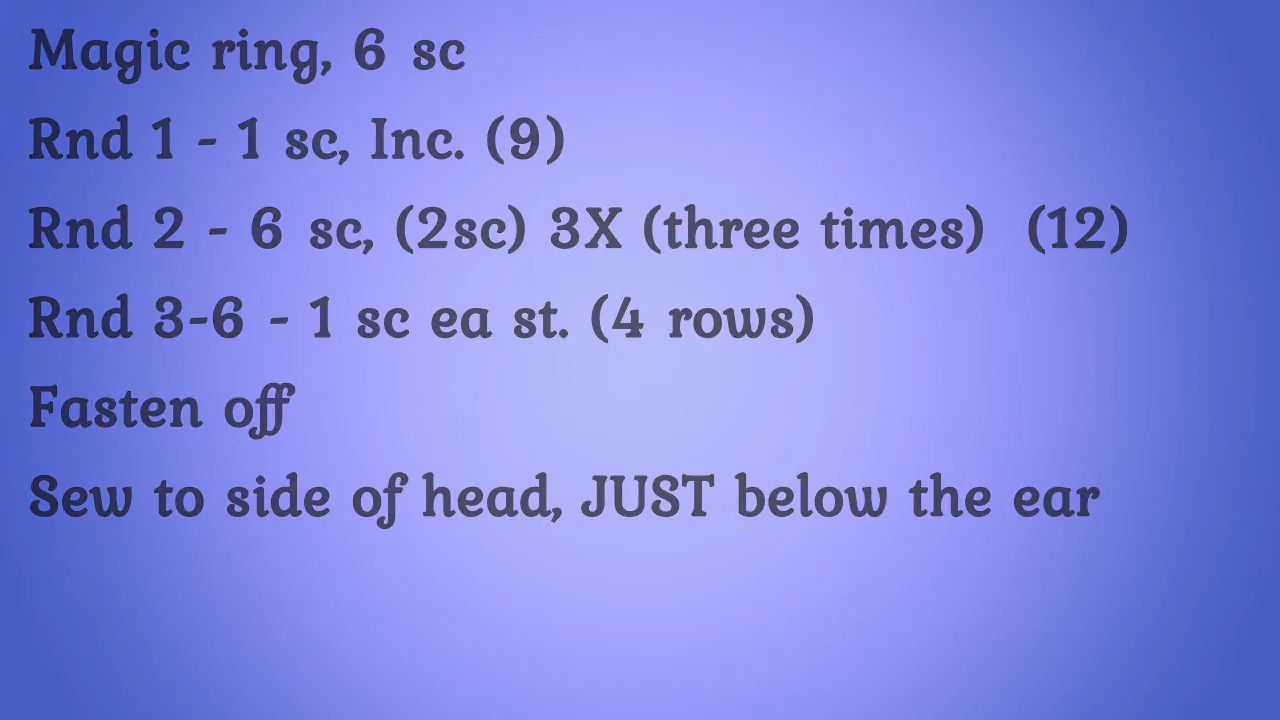 Magic ring, 6 sc
Rnd 1 - 1 sc, Inc. (9)
Rnd 2 - 6 sc, (2sc) 3X (three times) (12)
Rnd 3-6 - 1 sc ea st. (4 rows)
Fasten off
Sew to side of head, JUST below the ear